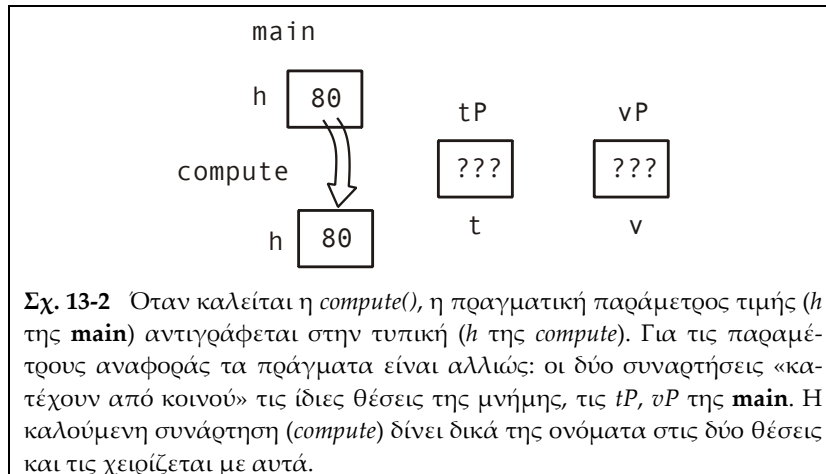 main
h 80
tP vP
compute ??? ???
t v
h 80
Σχ. 13-2 Όταν καλείται η compute(), η πραγματική παράμετρος τιμής (h
της main) αντιγράφεται στην τυπική (h της compute). Για τις παραμέ-
τρους αναφοράς τα πράγματα είναι αλλιώς: οι δύο συναρτήσεις «κα-
τέχουν από κοινού» τις ίδιες θέσεις της μνήμης, τις tP, vP της main. Η
καλούμενη συνάρτηση (compute) δίνει δικά της ονόματα στις δύο θέσεις
και τις χειρίζεται με αυτά.